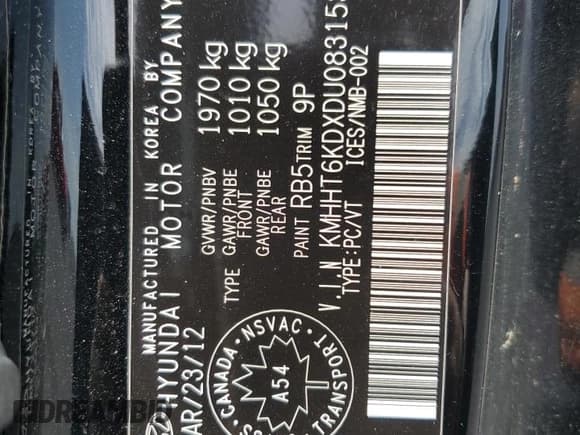 MANUFACTURED IN KOREA BY
HYUNDAI MOTOR COMPANY
AR/23/12
GVWR/PNBV 1970 kg
TYPE GAWR/PNBE FRONT 1010 kg
GAWR/PNBE REAR 1050 kg
PAINT RB5 TRIM 9P
V.I.N KMHHT6KDXDU08315
TYPE:PC/VT ICES/NMB-002
CANADA NSVAC
A54
TRANSPORT
DREAMBID